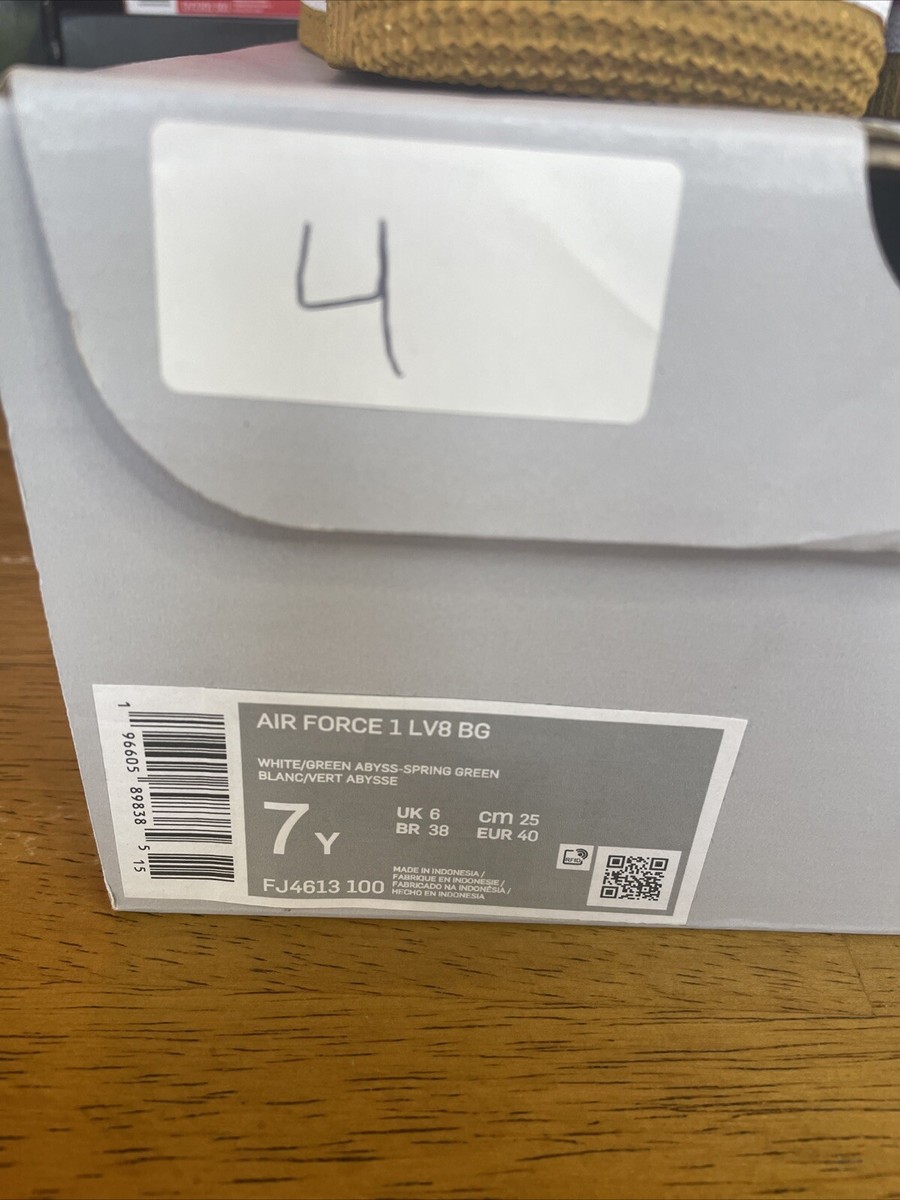 4
AIR FORCE 1 LV8 BG
WHITE/GREEN ABYSS-SPRING GREEN
BLANC/VERT ABYSSE
7 Y
UK 6 cm 25
BR 38 EUR 40
FJ4613 100
MADE IN INDONESIA /
FABRIQUE EN INDONESIE /
FABRICADO NA INDONÉSIA /
HECHO EN INDONESIA
RFID
1 96605 89838 5 15